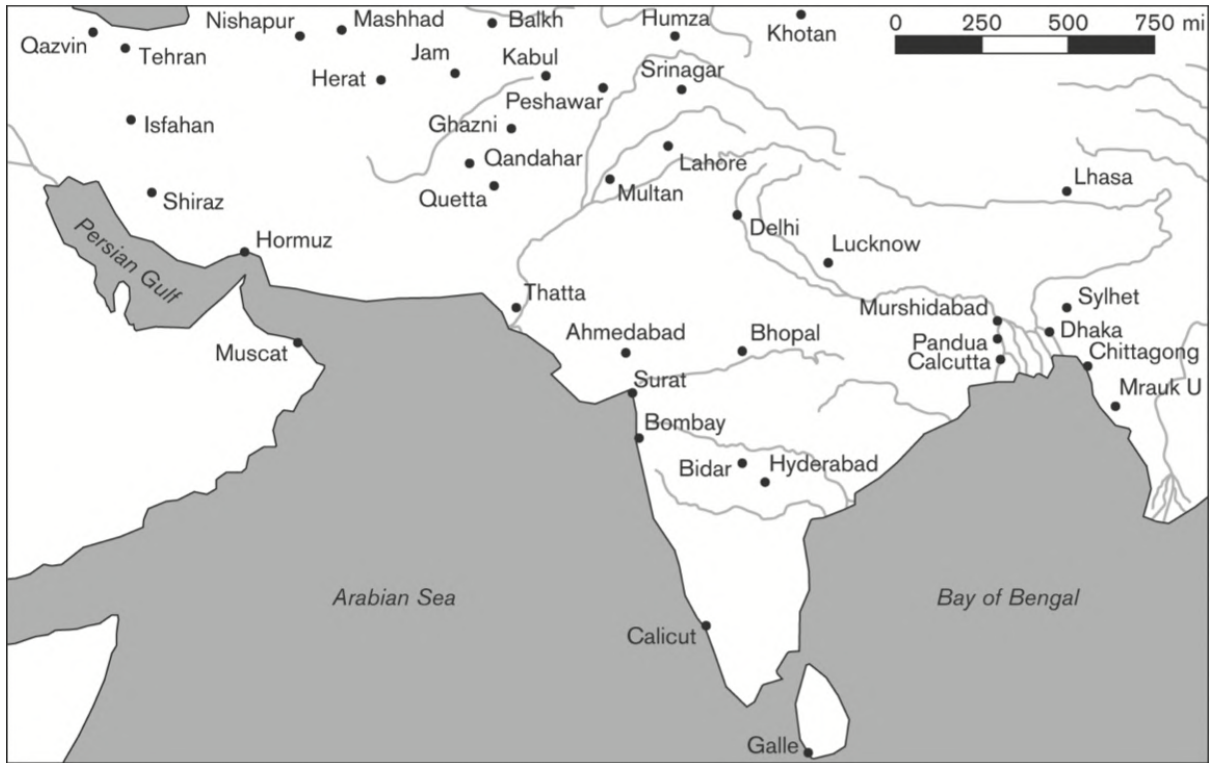 Nishapur
Mashhad
Balkh
Humza
Khotan
0 250 500 750 mi
Qazvin
Tehran
Herat
Jam
Kabul
Srinagar
Peshawar
Isfahan
Ghazni
Qandahar
Lahore
Quetta
Multan
Lhasa
Shiraz
Persian Gulf
Hormuz
Delhi
Lucknow
Thatta
Murshidabad
Sylhet
Muscat
Ahmedabad
Bhopal
Pandua
Dhaka
Calcutta
Chittagong
Surat
Mrauk U
Bombay
Bidar
Hyderabad
Arabian Sea
Bay of Bengal
Calicut
Galle